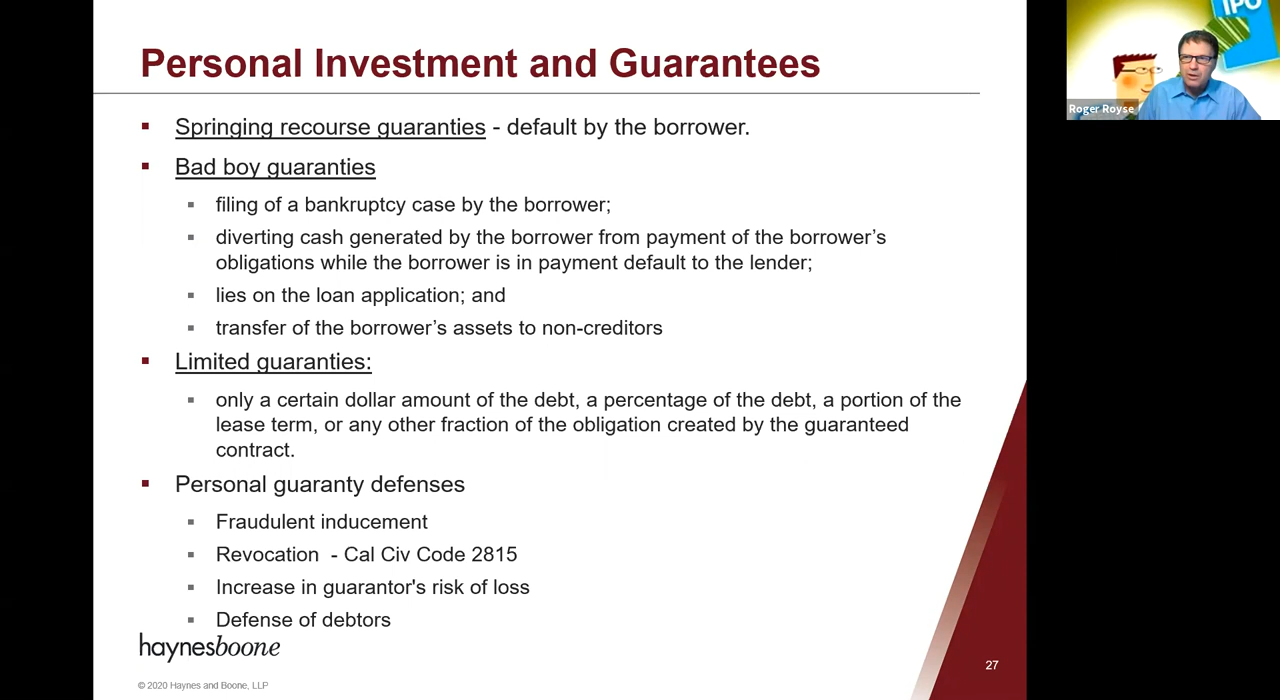 Personal Investment and Guarantees
▪ Springing recourse guaranties - default by the borrower.
▪ Bad boy guaranties
▪ filing of a bankruptcy case by the borrower;
▪ diverting cash generated by the borrower from payment of the borrower’s
obligations while the borrower is in payment default to the lender;
▪ lies on the loan application; and
▪ transfer of the borrower’s assets to non-creditors
▪ Limited guaranties:
▪ only a certain dollar amount of the debt, a percentage of the debt, a portion of the
lease term, or any other fraction of the obligation created by the guaranteed
contract.
▪ Personal guaranty defenses
▪ Fraudulent inducement
▪ Revocation - Cal Civ Code 2815
▪ Increase in guarantor's risk of loss
▪ Defense of debtors
haynesboone
© 2020 Haynes and Boone, LLP
27
IPO
Roger Royse